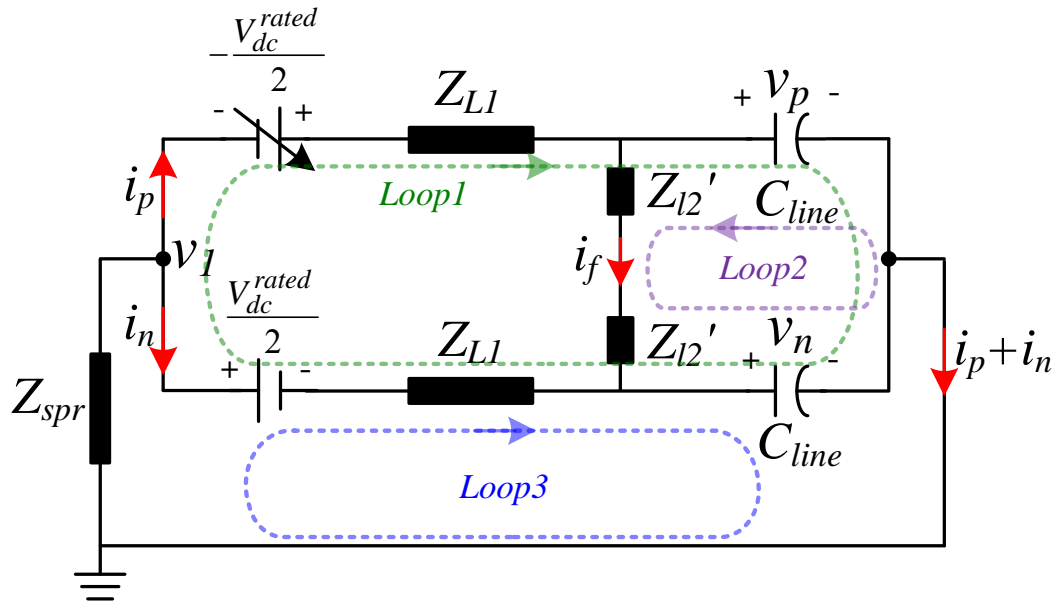 -V_dc^rated/2
- +
Z_L1
+ v_p -
i_p
Loop1
Z_l2'
C_line
v_1
i_f
Loop2
i_n
V_dc^rated/2
+ -
Z_L1
Z_l2'
+ v_n -
i_p+i_n
Z_spr
C_line
Loop3